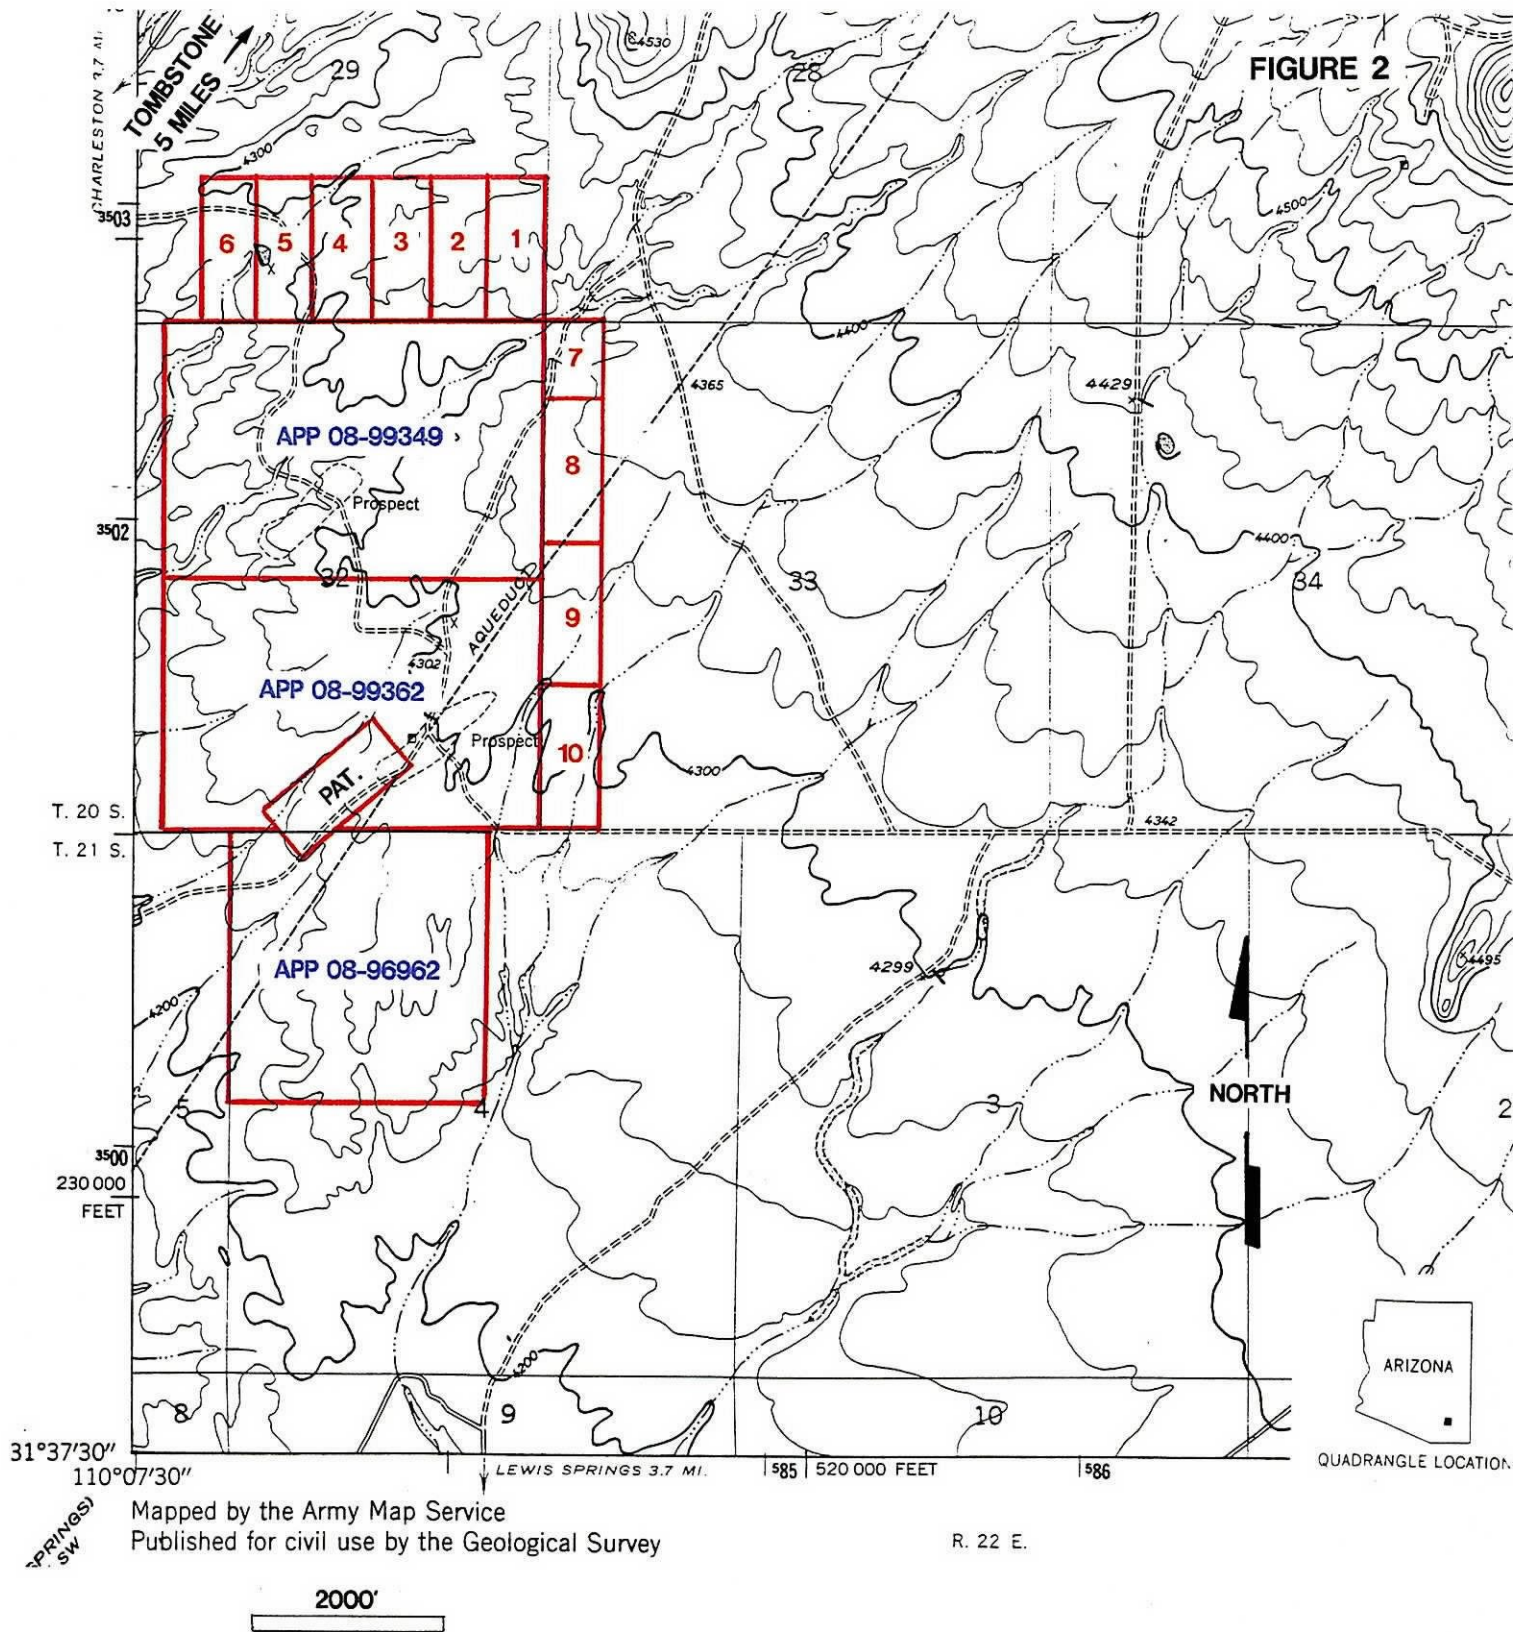 FIGURE 2
TOMBSTONE
5 MILES
29
28
4530
4300
3503
4500
6
5
4
3
2
1
7
4400
4365
4429
APP 08-99349
8
Prospect
3502
4400
32
33
34
AQUEDUCT
9
4302
APP 08-99362
Prospect
10
4300
PAT.
T. 20 S.
4342
T. 21 S.
APP 08-96962
4299
4495
4200
NORTH
5
4
3
2
3500
230 000
FEET
4200
ARIZONA
8
9
10
31°37'30"
110°07'30"
LEWIS SPRINGS 3.7 MI.
585
520 000 FEET
586
QUADRANGLE LOCATION
SPRINGS)
SW
Mapped by the Army Map Service
Published for civil use by the Geological Survey
R. 22 E.
2000'